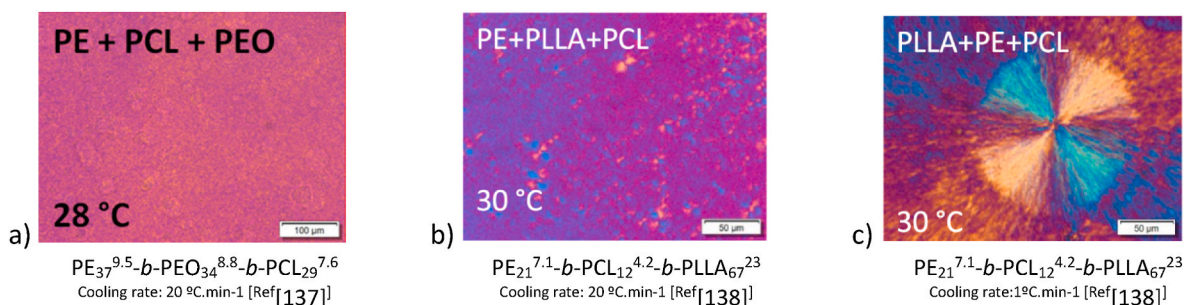 PE + PCL + PEO
28 °C
100 µm
a)
PE37^9.5-b-PEO34^8.8-b-PCL29^7.6
Cooling rate: 20 ºC.min-1 [Ref[137]]
PE+PLLA+PCL
30 °C
50 µm
b)
PE21^7.1-b-PCL12^4.2-b-PLLA67^23
Cooling rate: 20 ºC.min-1 [Ref[138]]
PLLA+PE+PCL
30 °C
50 µm
c)
PE21^7.1-b-PCL12^4.2-b-PLLA67^23
Cooling rate:1ºC.min-1 [Ref[138]]